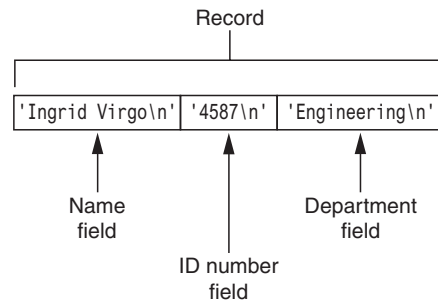 Record
'Ingrid Virgo\n' '4587\n' 'Engineering\n'
Name
field
Department
field
ID number
field